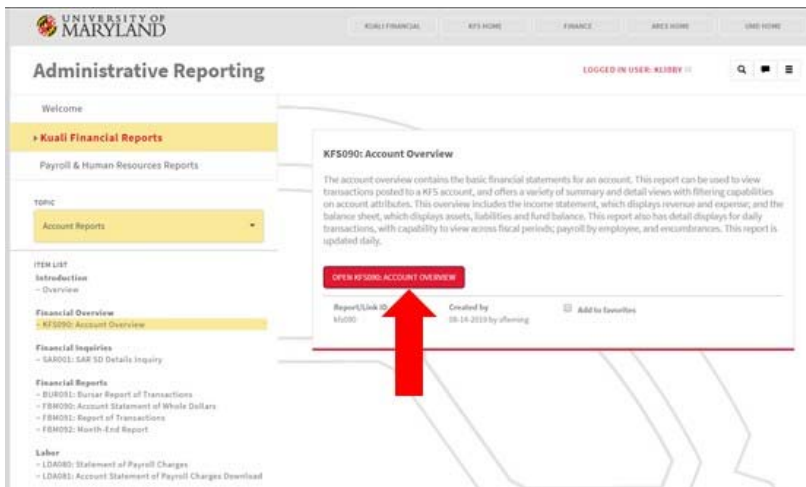 UNIVERSITY OF
MARYLAND
KUALI FINANCIAL
KFS HOME
FINANCE
ARES HOME
UMD HOME
Administrative Reporting
LOGGED IN USER: KLIBBY
Welcome
Kuali Financial Reports
Payroll & Human Resources Reports
TOPIC
Account Reports
ITEM LIST
Introduction
- Overview
Financial Overview
- KFS090: Account Overview
Financial Inquiries
- SAR001: SAR SD Details Inquiry
Financial Reports
- BUR091: Bursar Report of Transactions
- FBM090: Account Statement of Whole Dollars
- FBM091: Report of Transactions
- FBM092: Month-End Report
Labor
- LDA080: Statement of Payroll Charges
- LDA081: Account Statement of Payroll Charges Download
KFS090: Account Overview
The account overview contains the basic financial statements for an account. This report can be used to view
transactions posted to a KFS account, and offers a variety of summary and detail views with filtering capabilities
on account attributes. This overview includes the income statement, which displays revenue and expense; and the
balance sheet, which displays assets, liabilities and fund balance. This report also has detail displays for daily
transactions, with capability to view across fiscal periods; payroll by employee, and encumbrances. This report is
updated daily.
OPEN KFS090: ACCOUNT OVERVIEW
Report/Link ID
kfs090
Created by
08-14-2019 by sfleming
Add to favorites